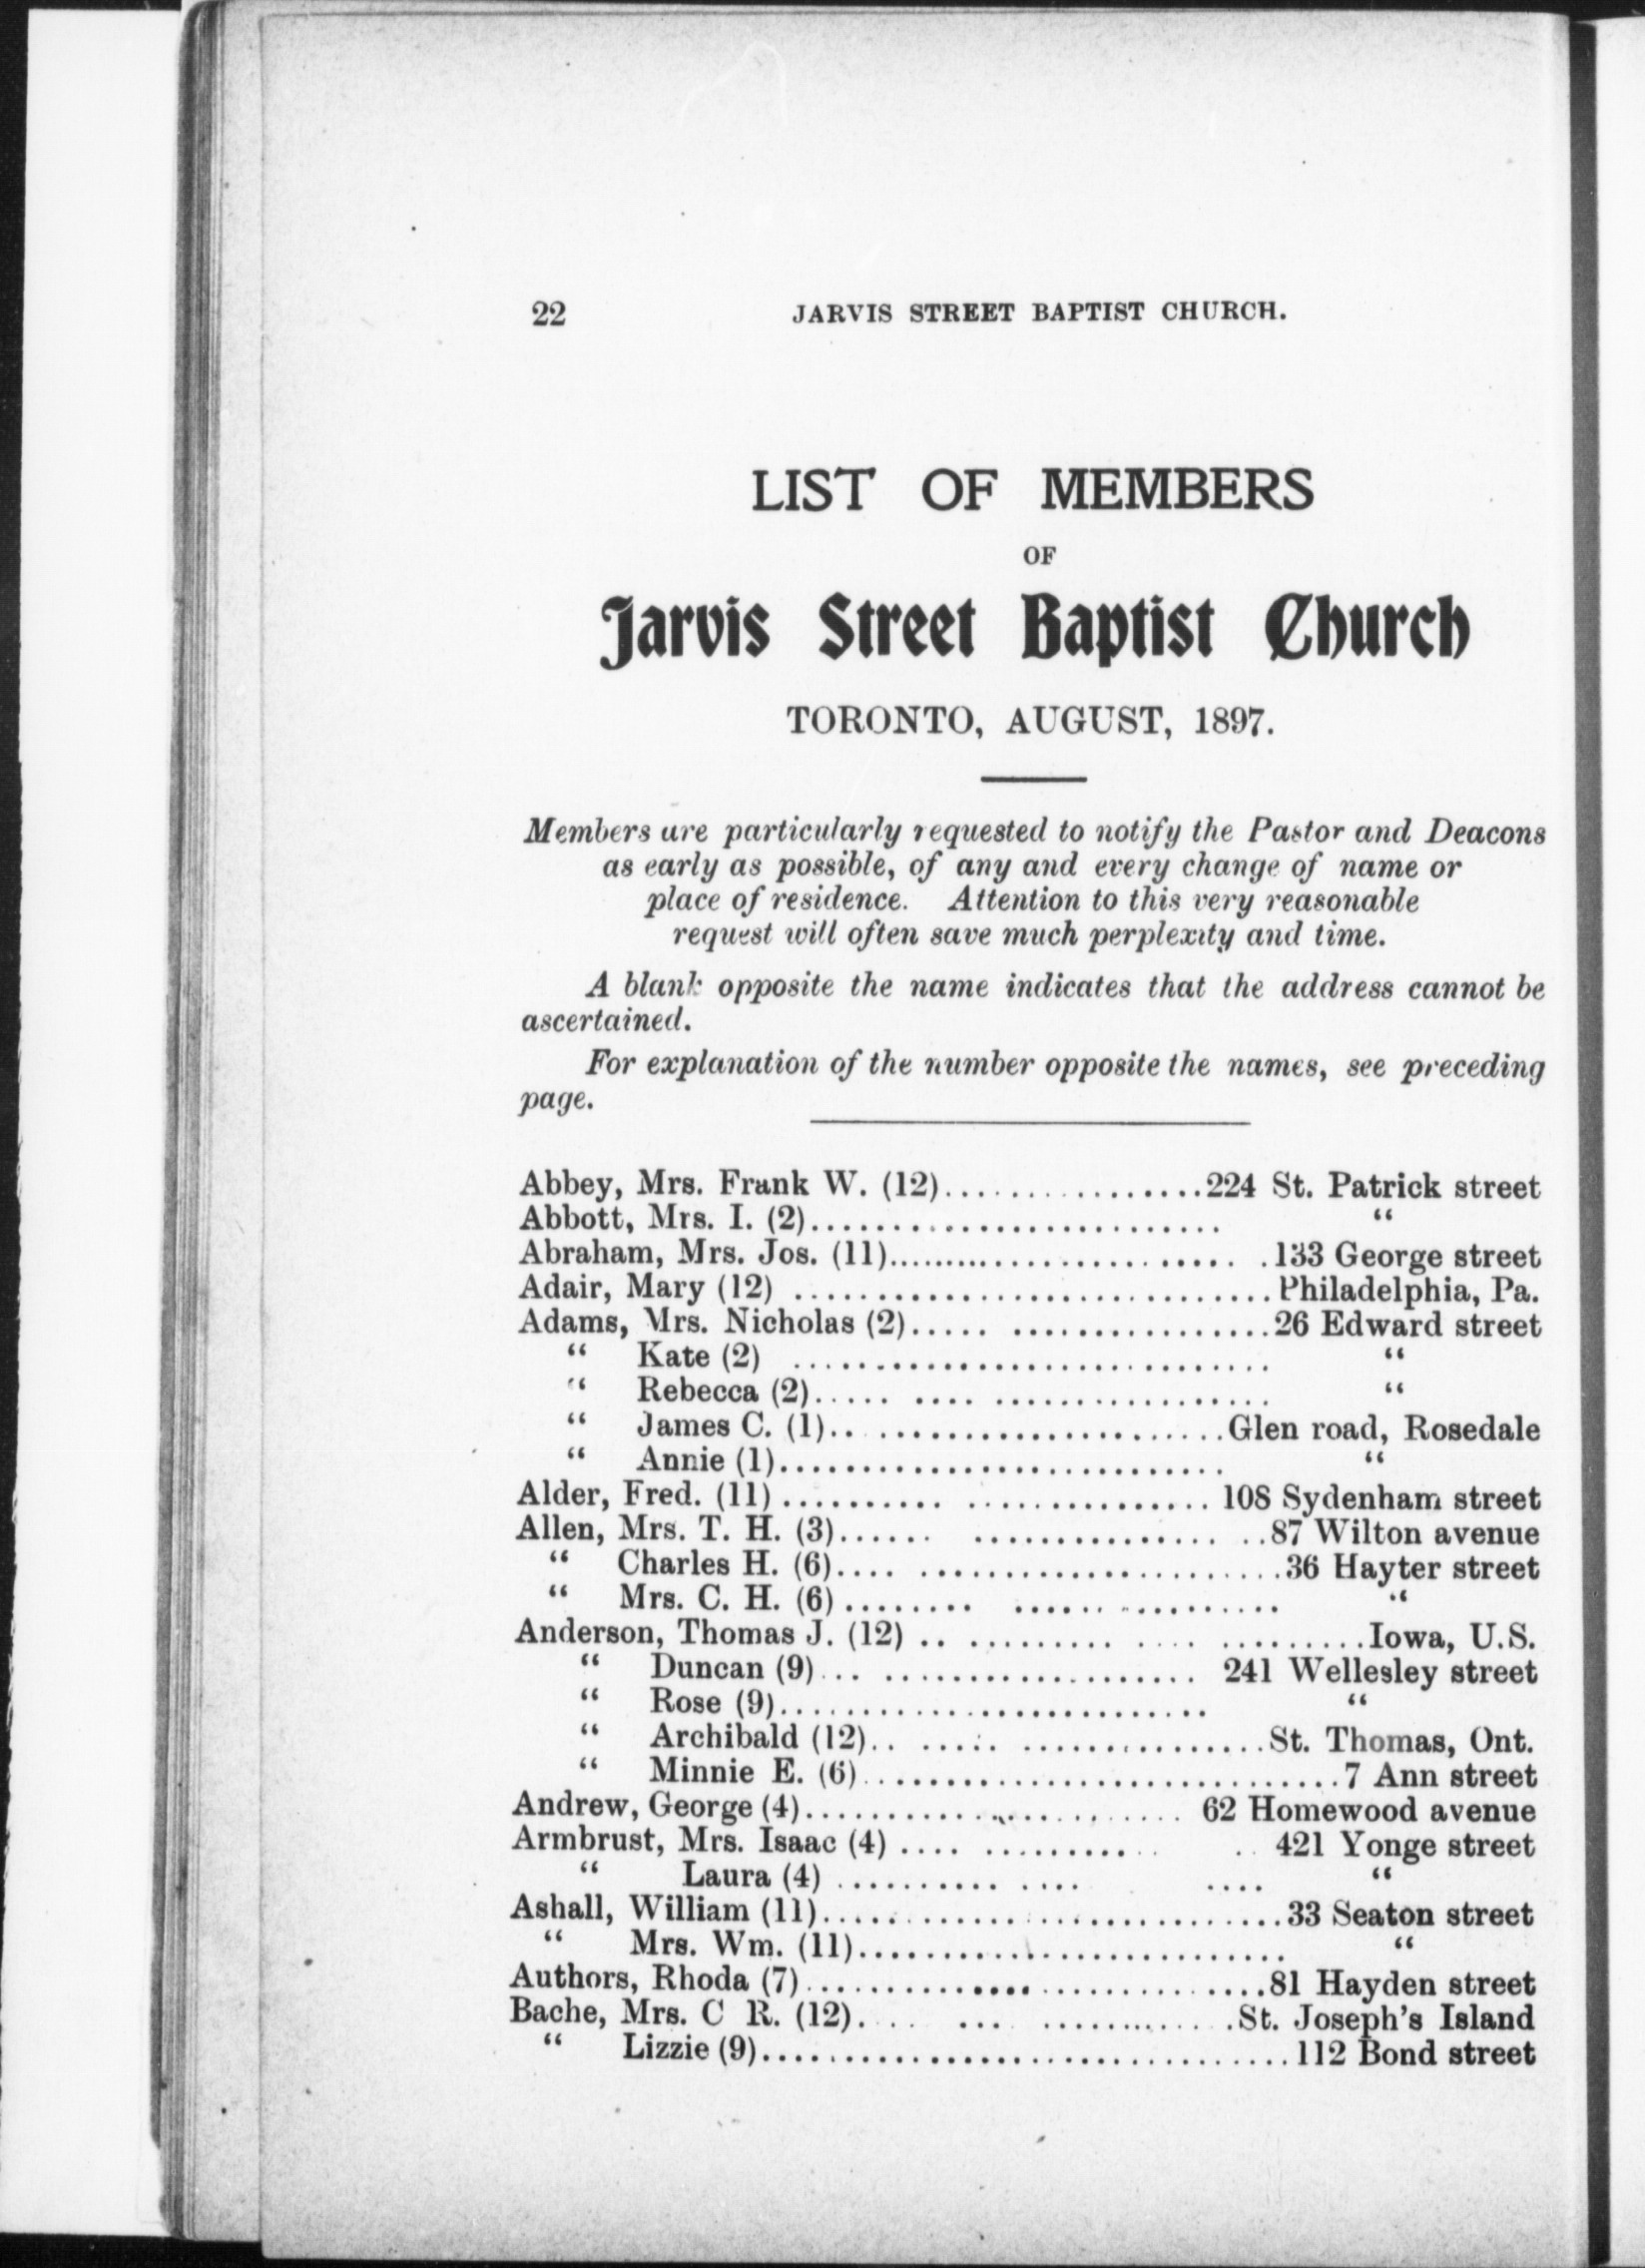 22 JARVIS STREET BAPTIST CHURCH.
LIST OF MEMBERS
OF
Jarvis Street Baptist Church
TORONTO, AUGUST, 1897.
Members are particularly requested to notify the Pastor and Deacons
as early as possible, of any and every change of name or
place of residence. Attention to this very reasonable
request will often save much perplexity and time.
A blank opposite the name indicates that the address cannot be
ascertained.
For explanation of the number opposite the names, see preceding
page.
Abbey, Mrs. Frank W. (12)................224 St. Patrick street
Abbott, Mrs. I. (2).......................... “
Abraham, Mrs. Jos. (11)........................133 George street
Adair, Mary (12) .............................Philadelphia, Pa.
Adams, Mrs. Nicholas (2)..... ................26 Edward street
“ Kate (2) ............................. “
“ Rebecca (2)..... .... ................. “
“ James C. (1).. ......................Glen road, Rosedale
“ Annie (1)........................... “
Alder, Fred. (11) .......... ............... 108 Sydenham street
Allen, Mrs. T. H. (3)...... ............... ..87 Wilton avenue
“ Charles H. (6).... ......................36 Hayter street
“ Mrs. C. H. (6) ........ ................ “
Anderson, Thomas J. (12) .. ......... .... .........Iowa, U.S.
“ Duncan (9)... ................... 241 Wellesley street
“ Rose (9).......................... “
“ Archibald (12).. ..... ...............St. Thomas, Ont.
“ Minnie E. (6)..............................7 Ann street
Andrew, George (4)....................... 62 Homewood avenue
Armbrust, Mrs. Isaac (4) .... ........... .. 421 Yonge street
“ Laura (4) .......... .... .... “
Ashall, William (11)............................33 Seaton street
“ Mrs. Wm. (11).......................... “
Authors, Rhoda (7)............................81 Hayden street
Bache, Mrs. C R. (12).... ... ............St. Joseph's Island
“ Lizzie (9)................................112 Bond street